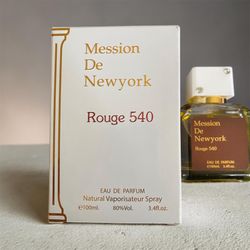 Mession
De
Newyork
Rouge 540
EAU DE PARFUM
Natural Vaporisateur Spray
℮100ml. 80%Vol. 3.4fl.oz.
Mession
De
Newyork
Rouge 540
EAU DE PARFUM